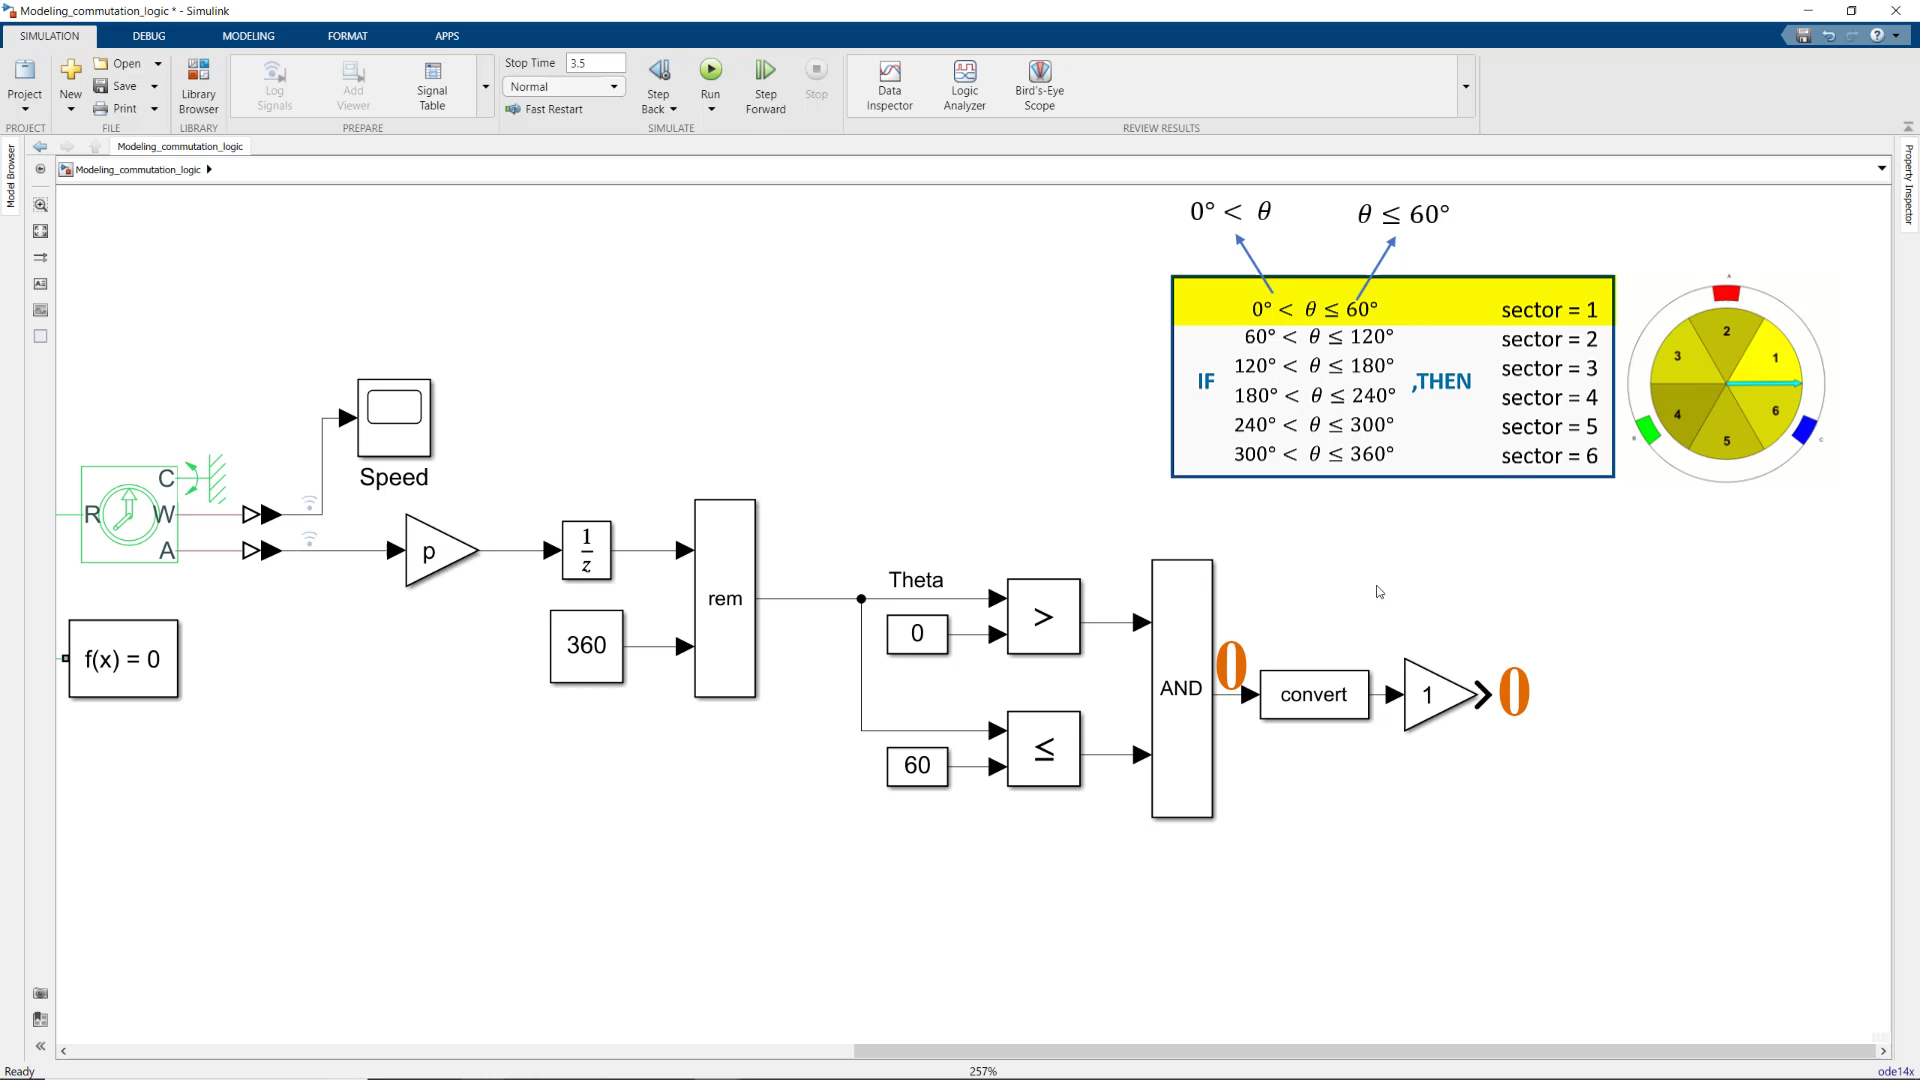 Modeling_commutation_logic * - Simulink
SIMULATION DEBUG MODELING FORMAT APPS
Project
New
Open
Save
Print
Library Browser
Log Signals
Add Viewer
Signal Table
Stop Time 3.5
Normal
Fast Restart
Step Back
Run
Step Forward
Stop
Data Inspector
Logic Analyzer
Bird's-Eye Scope
PROJECT FILE LIBRARY PREPARE SIMULATE REVIEW RESULTS
Modeling_commutation_logic
Modeling_commutation_logic
Model Browser
Property Inspector
0° < θ θ ≤ 60°
0° < θ ≤ 60° sector = 1
60° < θ ≤ 120° sector = 2
120° < θ ≤ 180° sector = 3
IF ,THEN
180° < θ ≤ 240° sector = 4
240° < θ ≤ 300° sector = 5
300° < θ ≤ 360° sector = 6
A
2
3 1
4 6
5
C
Speed
C
R W
A
p
1
z
rem
360
f(x) = 0
Theta
0
>
60
≤
AND
0
convert
1
0
Ready 257% ode14x